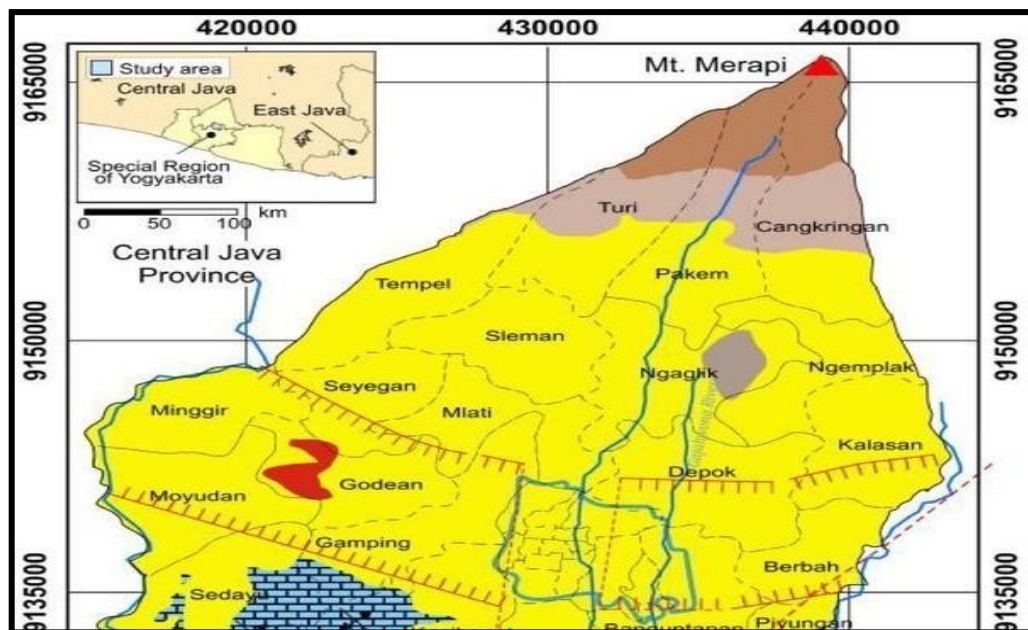 420000
430000
440000
9165000
9165000
Study area
Central Java
East Java
Special Region
of Yogyakarta
0
50
100
km
Mt. Merapi
Central Java
Province
Turi
Cangkringan
Tempel
Pakem
Sleman
9150000
9150000
Ngaglik
Ngemplak
Seyegan
Minggir
Mlati
Kalasan
Depok
Moyudan
Godean
Gamping
Berbah
Sedayu
9135000
9135000
Banguntapan
Piyungan